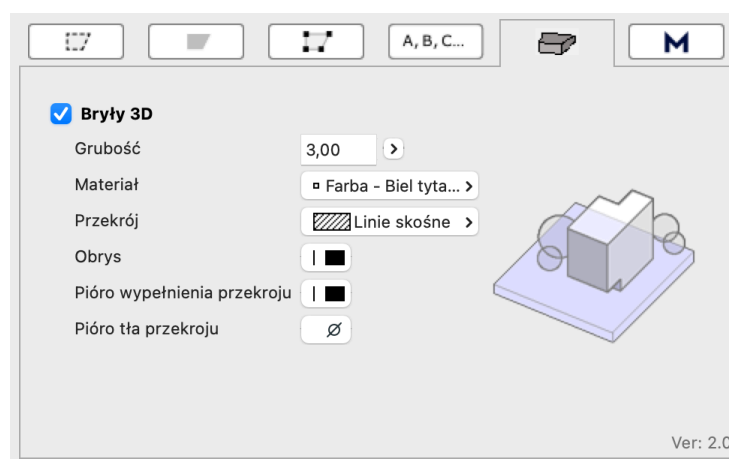 A, B, C...
M
Bryły 3D
Grubość 3,00
Materiał Farba - Biel tyta...
Przekrój Linie skośne
Obrys
Pióro wypełnienia przekroju
Pióro tła przekroju
Ver: 2.0